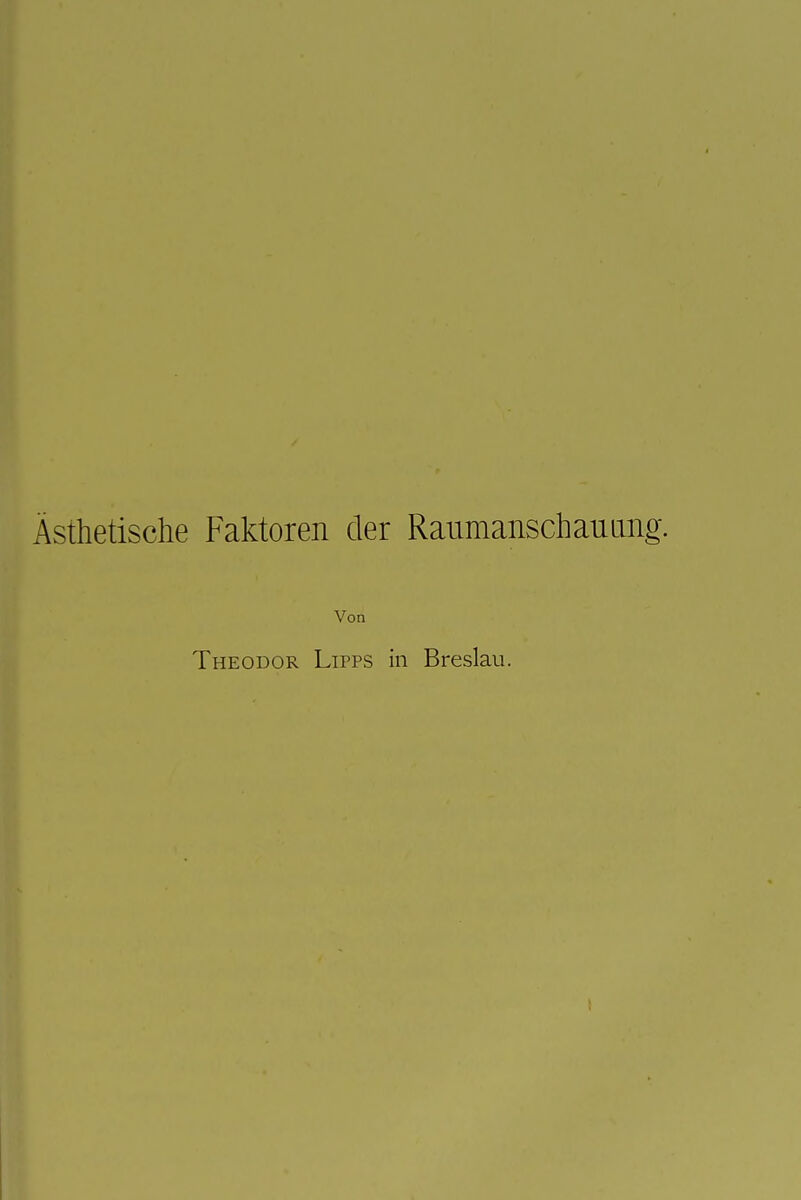 Ästhetische Faktoren der Raumanschauung.
Von
Theodor Lipps in Breslau.